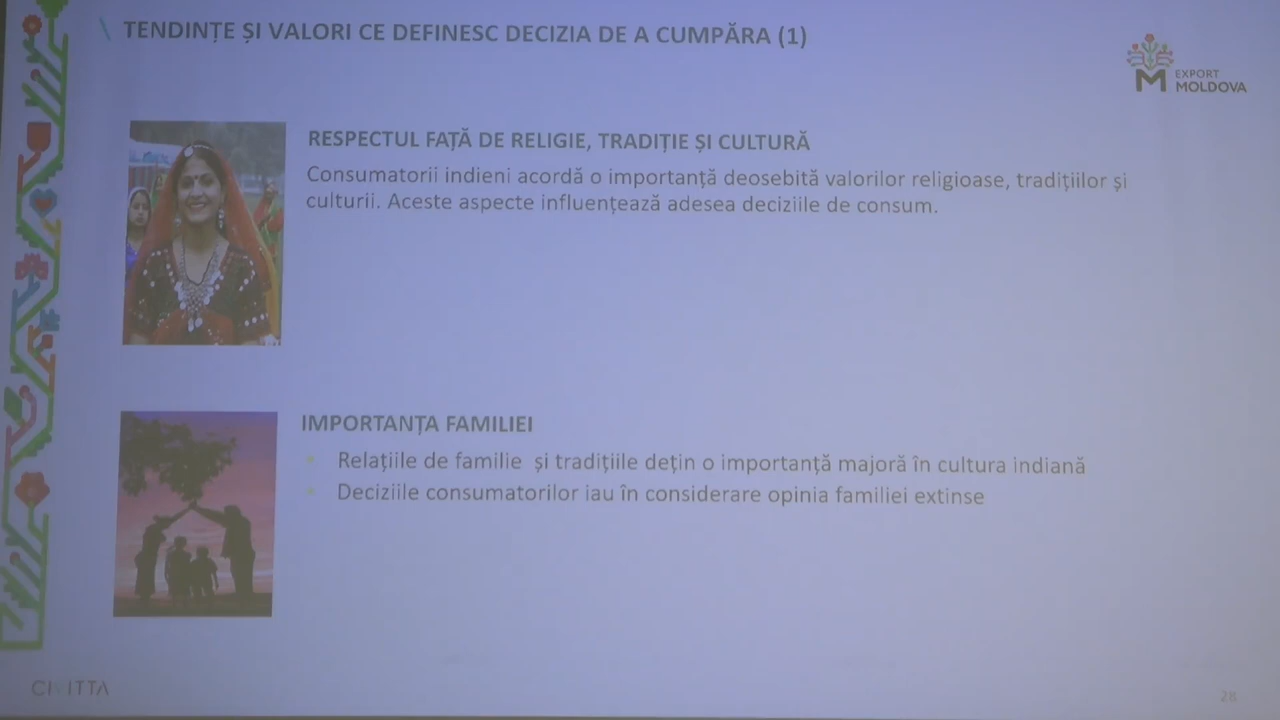 TENDINȚE ȘI VALORI CE DEFINESC DECIZIA DE A CUMPĂRA (1)
EXPORT
MOLDOVA
RESPECTUL FAȚĂ DE RELIGIE, TRADIȚIE ȘI CULTURĂ
Consumatorii indieni acordă o importanță deosebită valorilor religioase, tradițiilor și
culturii. Aceste aspecte influențează adesea deciziile de consum.
IMPORTANȚA FAMILIEI
• Relațiile de familie și tradițiile dețin o importanță majoră în cultura indiană
• Deciziile consumatorilor iau în considerare opinia familiei extinse
CIVITTA
28